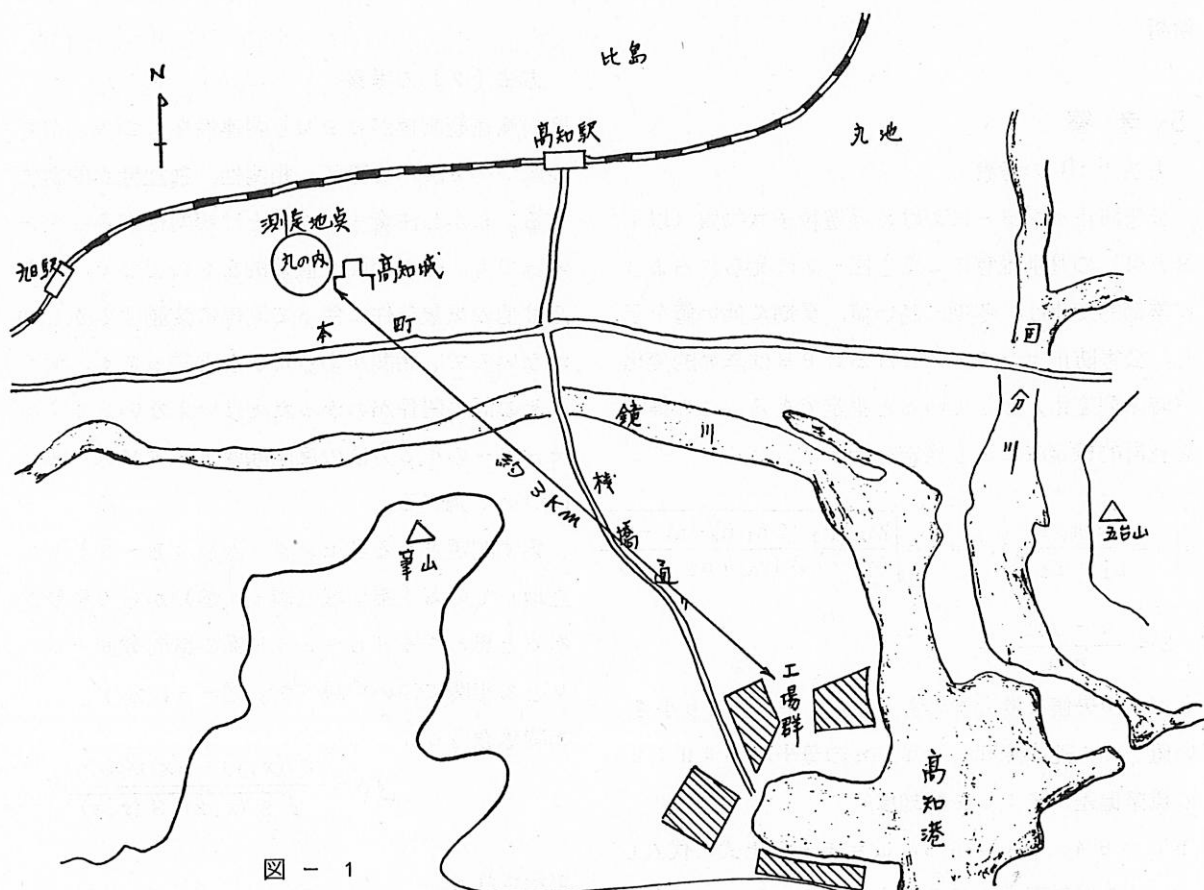 N
比島
高知駅
丸池
測定地点
丸の内
高知城
旭駅
本町
国分川
鏡川
約3Km
桟橋通り
筆山
五台山
工場群
高知港
図-1